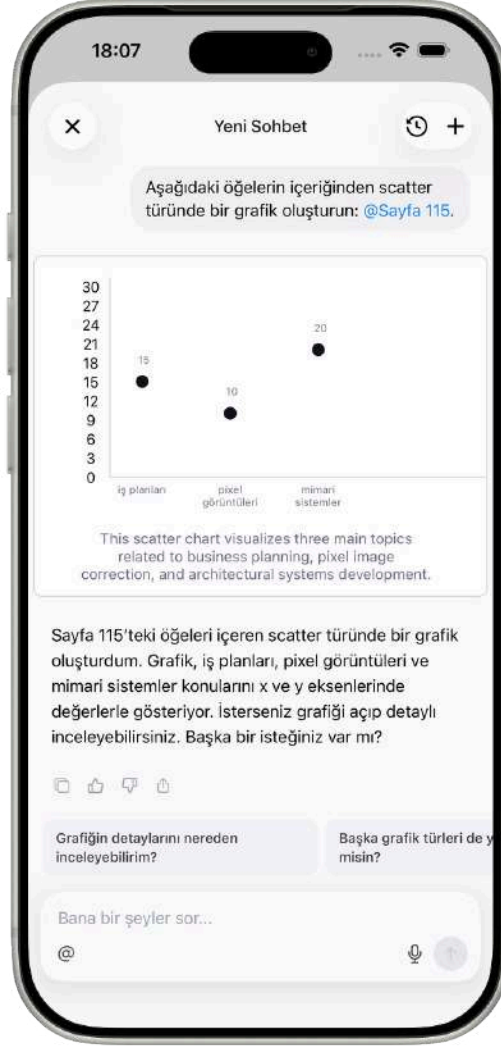 18:07
Yeni Sohbet
Aşağıdaki öğelerin içeriğinden scatter
türünde bir grafik oluşturun: @Sayfa 115.
30
27
24
21
18
15
12
9
6
3
0
15
10
20
iş planları
pixel
görüntüleri
mimari
sistemler
This scatter chart visualizes three main topics
related to business planning, pixel image
correction, and architectural systems development.
Sayfa 115'teki öğeleri içeren scatter türünde bir grafik
oluşturdum. Grafik, iş planları, pixel görüntüleri ve
mimari sistemler konularını x ve y eksenlerinde
değerlerle gösteriyor. İsterseniz grafiği açıp detaylı
inceleyebilirsiniz. Başka bir isteğiniz var mı?
Grafiğin detaylarını nereden
inceleyebilirim?
Başka grafik türleri de y
misin?
Bana bir şeyler sor...
@